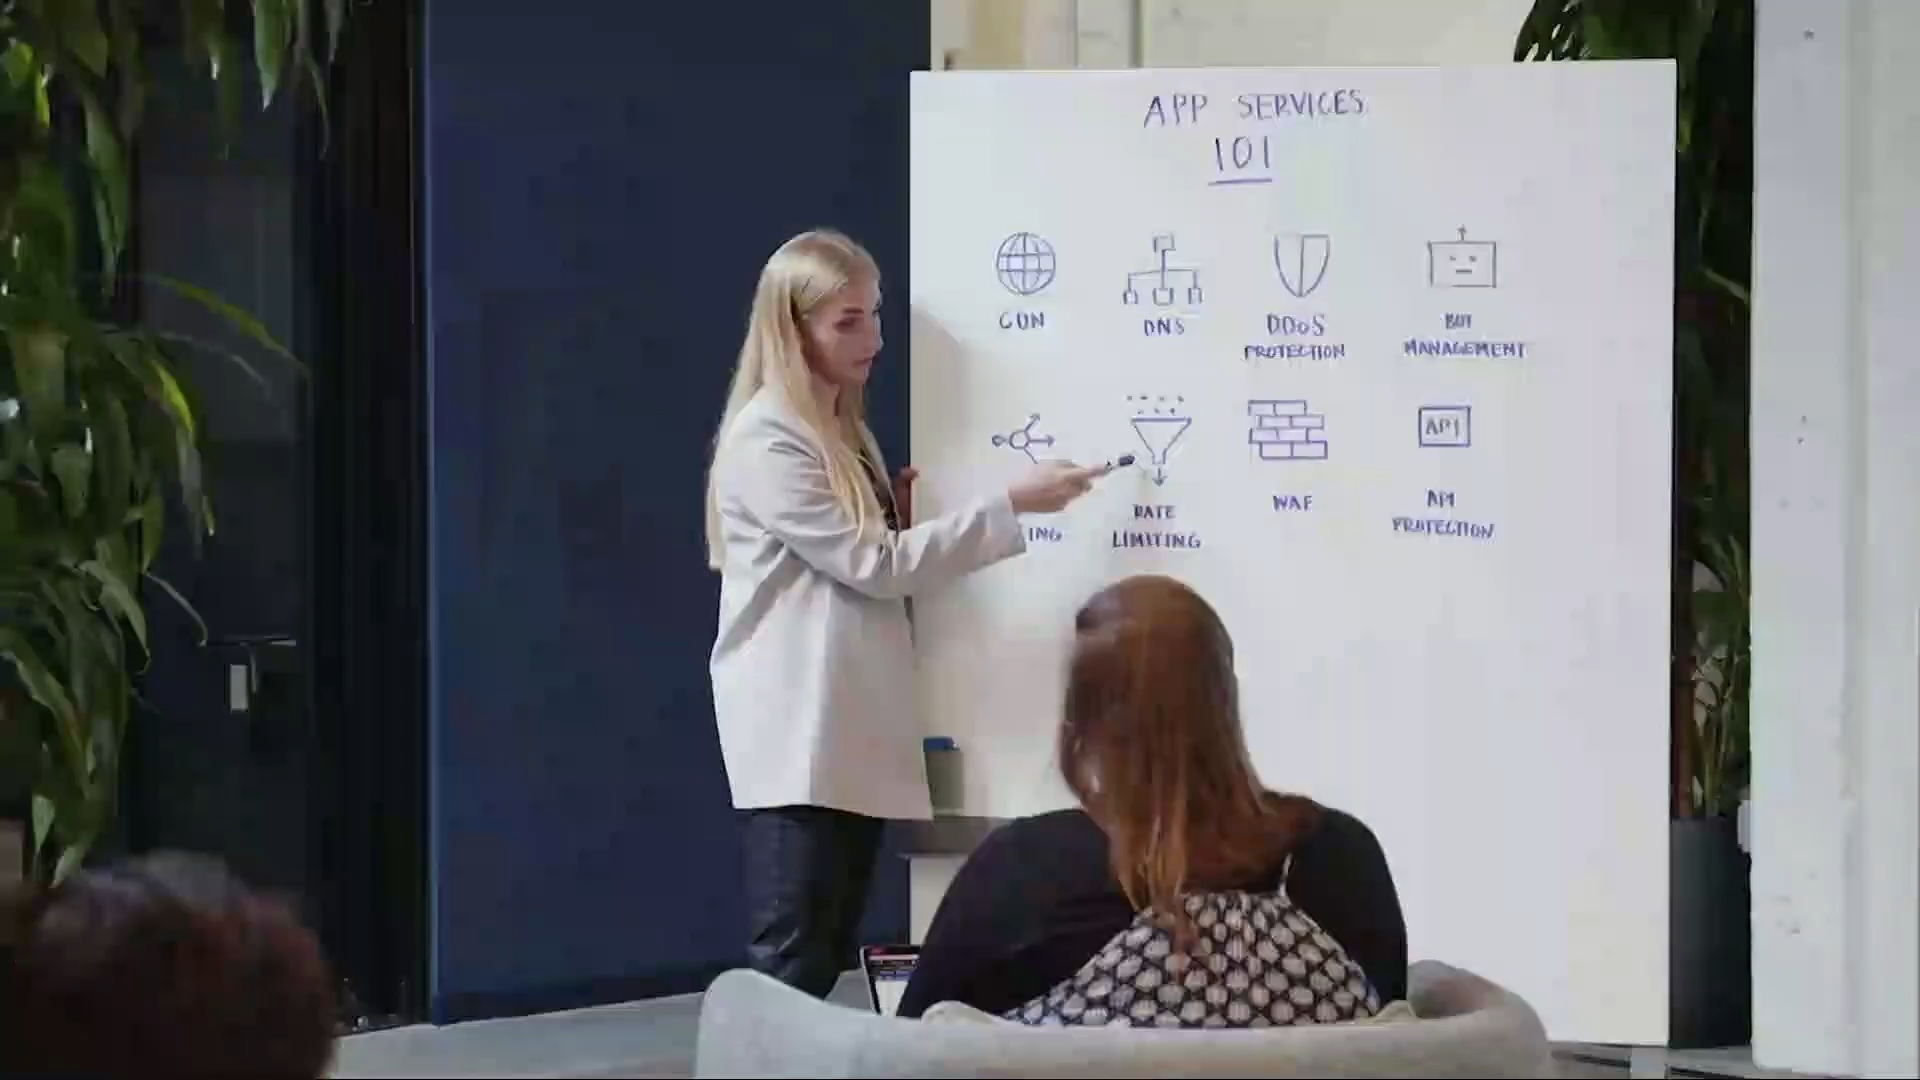 APP SERVICES
101
CDN
DNS
DDoS
PROTECTION
BOT
MANAGEMENT
API
ING
RATE
LIMITING
WAF
API
PROTECTION